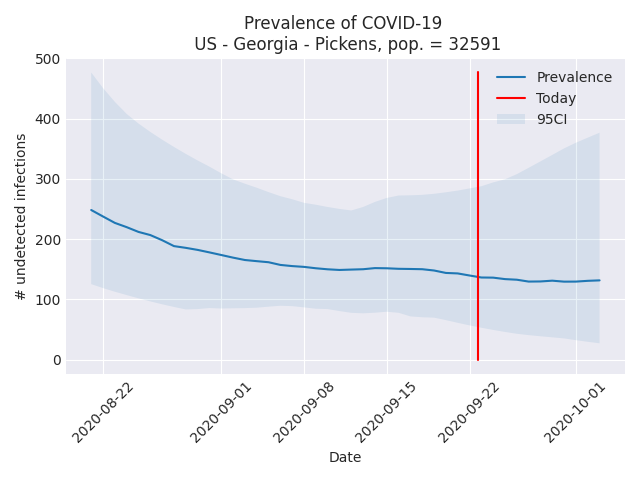 Prevalence of COVID-19
US - Georgia - Pickens, pop. = 32591
500
400
300
200
100
0
# undetected infections
Prevalence
Today
95CI
2020-08-22
2020-09-01
2020-09-08
2020-09-15
2020-09-22
2020-10-01
Date